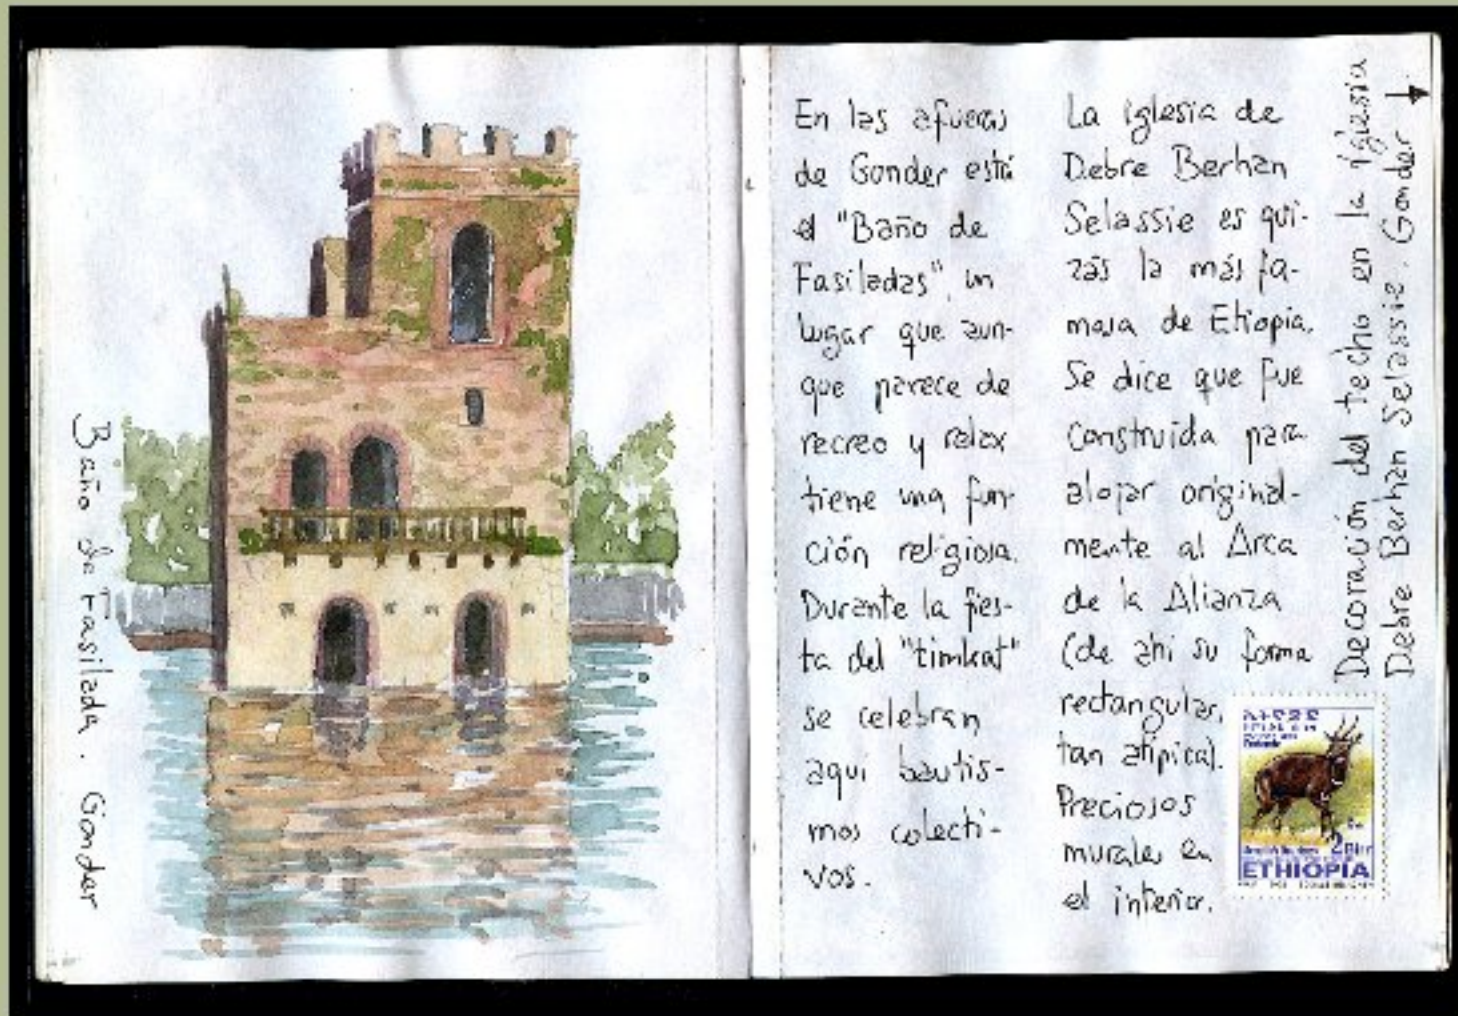 Baño de Fasilada. Gonder
En las afueras
de Gonder está
el "Baño de
Fasiladas", un
lugar que aun-
que parece de
recreo y relax
tiene una fun-
ción religiosa.
Durante la fies-
ta del "timkat"
se celebran
aquí bautis-
mos colecti-
vos.
La iglesia de
Debre Berhan
Selassie es qui-
zás la más fa-
mosa de Etiopia.
Se dice que fue
construida para
alojar original-
mente al Arca
de la Alianza
(de ahi su forma
rectangular,
tan atípica).
Preciosos
murales en
el interior.
Decoración del techo en la iglesia
Debre Berhan Selassie. Gonder
2 Birr
ETHIOPIA